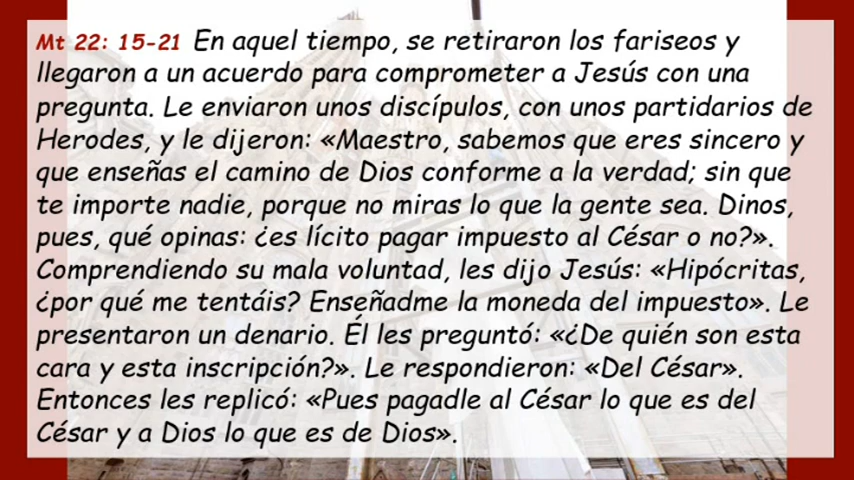 Mt 22: 15-21 En aquel tiempo, se retiraron los fariseos y
llegaron a un acuerdo para comprometer a Jesús con una
pregunta. Le enviaron unos discípulos, con unos partidarios de
Herodes, y le dijeron: «Maestro, sabemos que eres sincero y
que enseñas el camino de Dios conforme a la verdad; sin que
te importe nadie, porque no miras lo que la gente sea. Dinos,
pues, qué opinas: ¿es lícito pagar impuesto al César o no?».
Comprendiendo su mala voluntad, les dijo Jesús: «Hipócritas,
¿por qué me tentáis? Enseñadme la moneda del impuesto». Le
presentaron un denario. Él les preguntó: «¿De quién son esta
cara y esta inscripción?». Le respondieron: «Del César».
Entonces les replicó: «Pues pagadle al César lo que es del
César y a Dios lo que es de Dios».